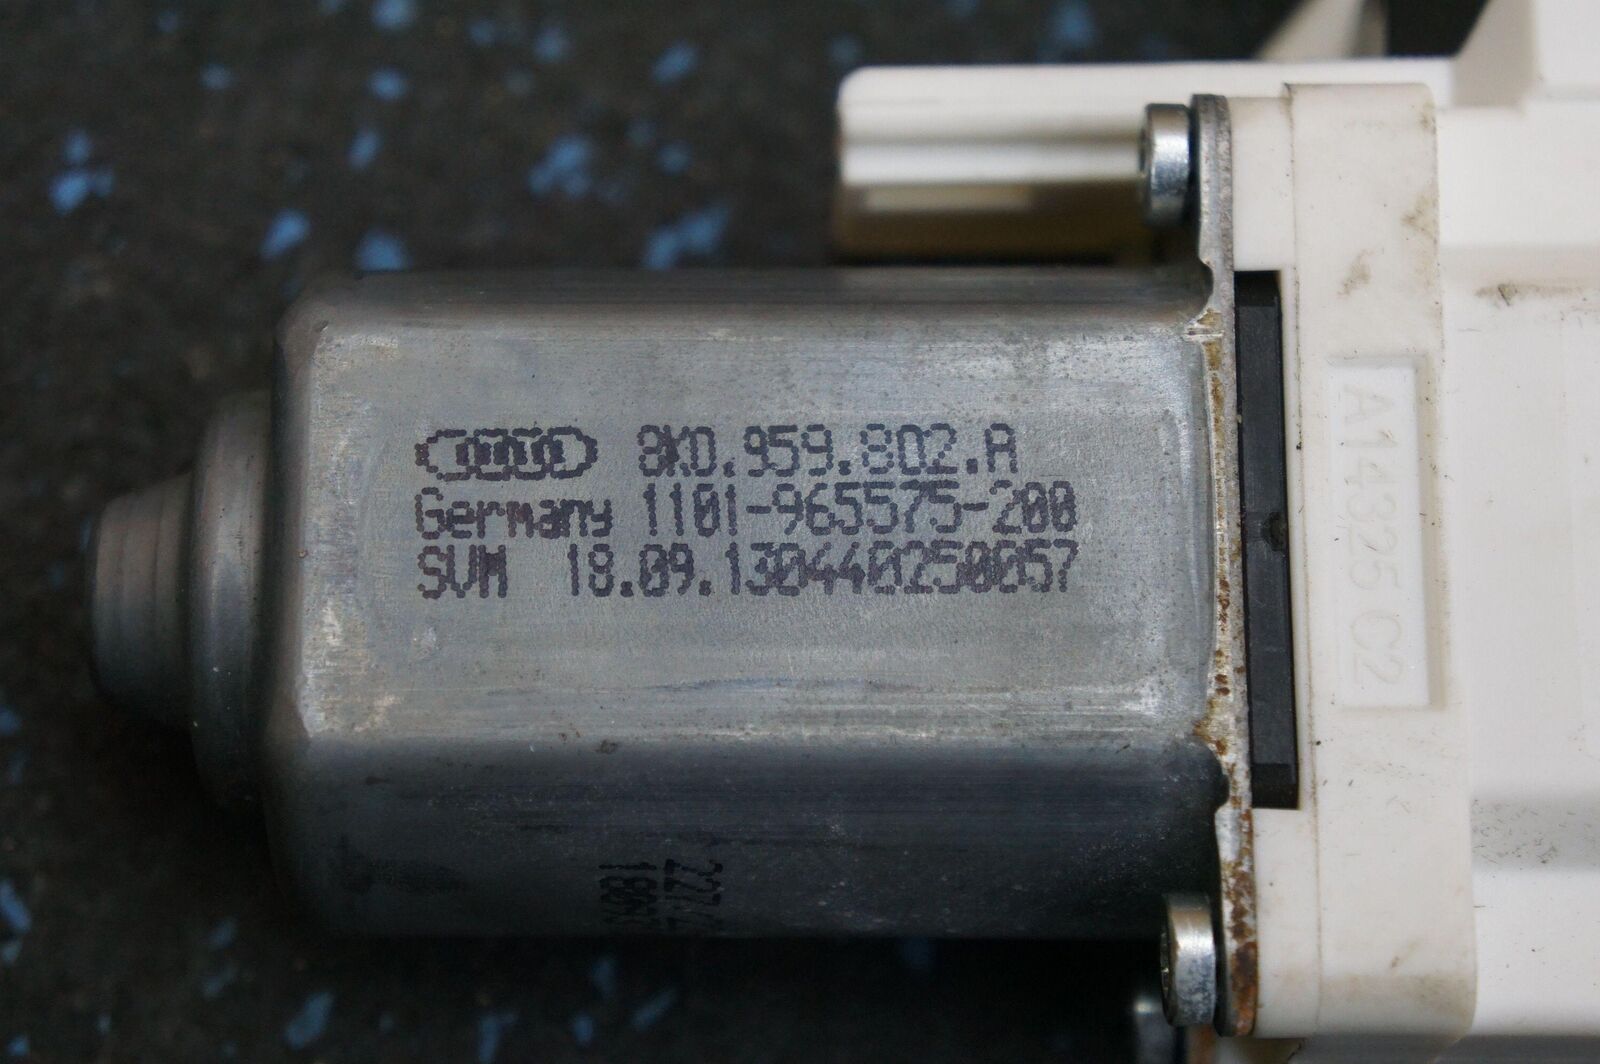 8K0.959.802.A
Germany 1101-965575-200
SVM 18.09.130440250057
A14325 C2